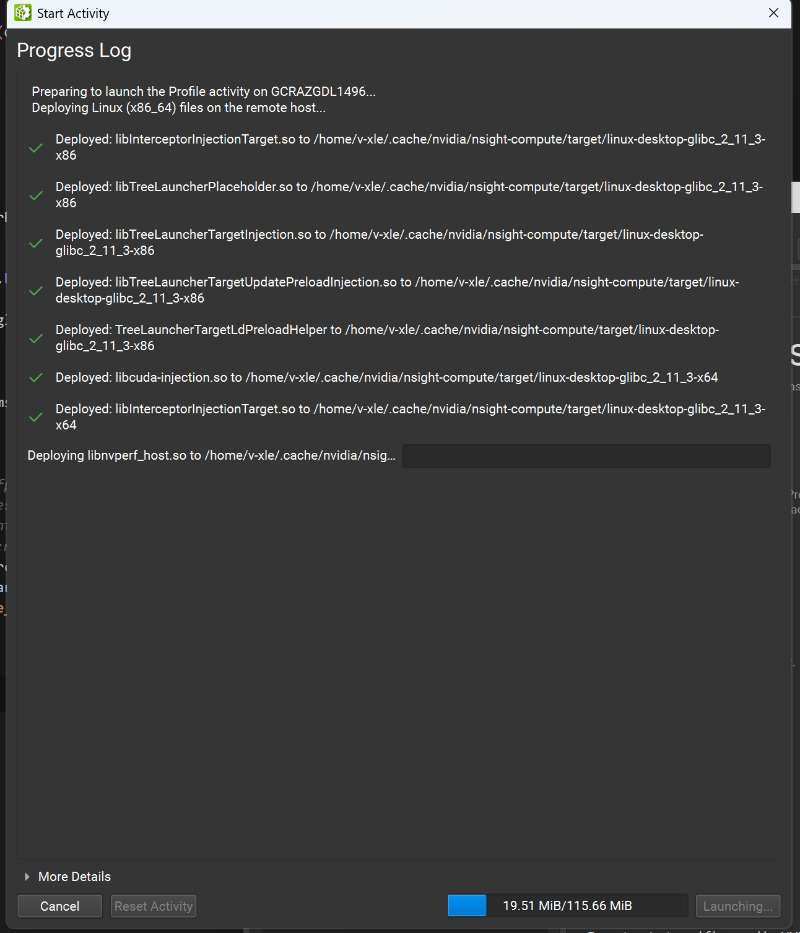 Start Activity
Progress Log
Preparing to launch the Profile activity on GCRAZGDL1496...
Deploying Linux (x86_64) files on the remote host...
Deployed: libInterceptorInjectionTarget.so to /home/v-xle/.cache/nvidia/nsight-compute/target/linux-desktop-glibc_2_11_3-
x86
Deployed: libTreeLauncherPlaceholder.so to /home/v-xle/.cache/nvidia/nsight-compute/target/linux-desktop-glibc_2_11_3-
x86
Deployed: libTreeLauncherTargetInjection.so to /home/v-xle/.cache/nvidia/nsight-compute/target/linux-desktop-
glibc_2_11_3-x86
Deployed: libTreeLauncherTargetUpdatePreloadInjection.so to /home/v-xle/.cache/nvidia/nsight-compute/target/linux-
desktop-glibc_2_11_3-x86
Deployed: TreeLauncherTargetLdPreloadHelper to /home/v-xle/.cache/nvidia/nsight-compute/target/linux-desktop-
glibc_2_11_3-x86
Deployed: libcuda-injection.so to /home/v-xle/.cache/nvidia/nsight-compute/target/linux-desktop-glibc_2_11_3-x64
Deployed: libInterceptorInjectionTarget.so to /home/v-xle/.cache/nvidia/nsight-compute/target/linux-desktop-glibc_2_11_3-
x64
Deploying libnvperf_host.so to /home/v-xle/.cache/nvidia/nsig...
More Details
Cancel
Reset Activity
19.51 MiB/115.66 MiB
Launching...